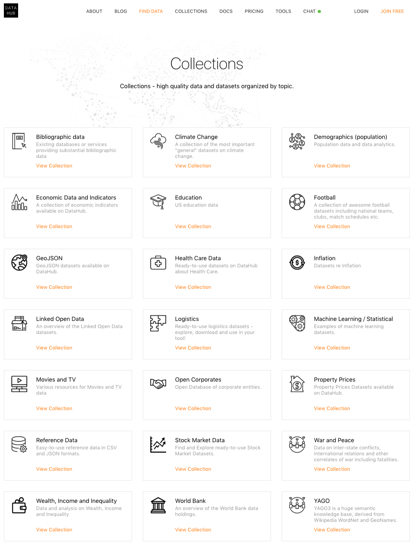 DATA
HUB
ABOUT BLOG FIND DATA COLLECTIONS DOCS PRICING TOOLS CHAT LOGIN JOIN FREE
Collections
Collections - high quality data and datasets organized by topic.
Bibliographic data
Existing databases or services
providing substantial bibliographic
data
View Collection
Climate Change
A collection of the most important
"general" datasets on climate
change.
View Collection
Demographics (population)
Population data and data analytics.
View Collection
Economic Data and Indicators
A collection of economic indicators
available on DataHub.
View Collection
Education
US education data
View Collection
Football
A collection of awesome football
datasets including national teams,
clubs, match schedules etc.
View Collection
GeoJSON
GeoJSON datasets available on
DataHub.
View Collection
Health Care Data
Ready-to-use datasets on DataHub
about Health Care.
View Collection
Inflation
Datasets re Inflation
View Collection
Linked Open Data
An overview of the Linked Open Data
datasets.
View Collection
Logistics
Ready-to-use logistics datasets -
explore, download and use in your
tool!
View Collection
Machine Learning / Statistical
Examples of machine learning
datasets.
View Collection
Movies and TV
Various resources for Movies and TV
data
View Collection
Open Corporates
Open Database of corporate entities.
View Collection
Property Prices
Property Prices Datasets available
on DataHub.
View Collection
Reference Data
Easy-to-use reference data in CSV
and JSON formats.
View Collection
Stock Market Data
Find and Explore ready-to-use Stock
Market Datasets.
View Collection
War and Peace
Data on inter-state conflicts,
international relations and other
correlates of war including fatalities.
View Collection
Wealth, Income and Inequality
Data and analysis on Wealth, Income
and Inequality
View Collection
World Bank
An overview of the World Bank data
holdings.
View Collection
YAGO
YAGO3 is a huge semantic
knowledge base, derived from
Wikipedia WordNet and GeoNames.
View Collection